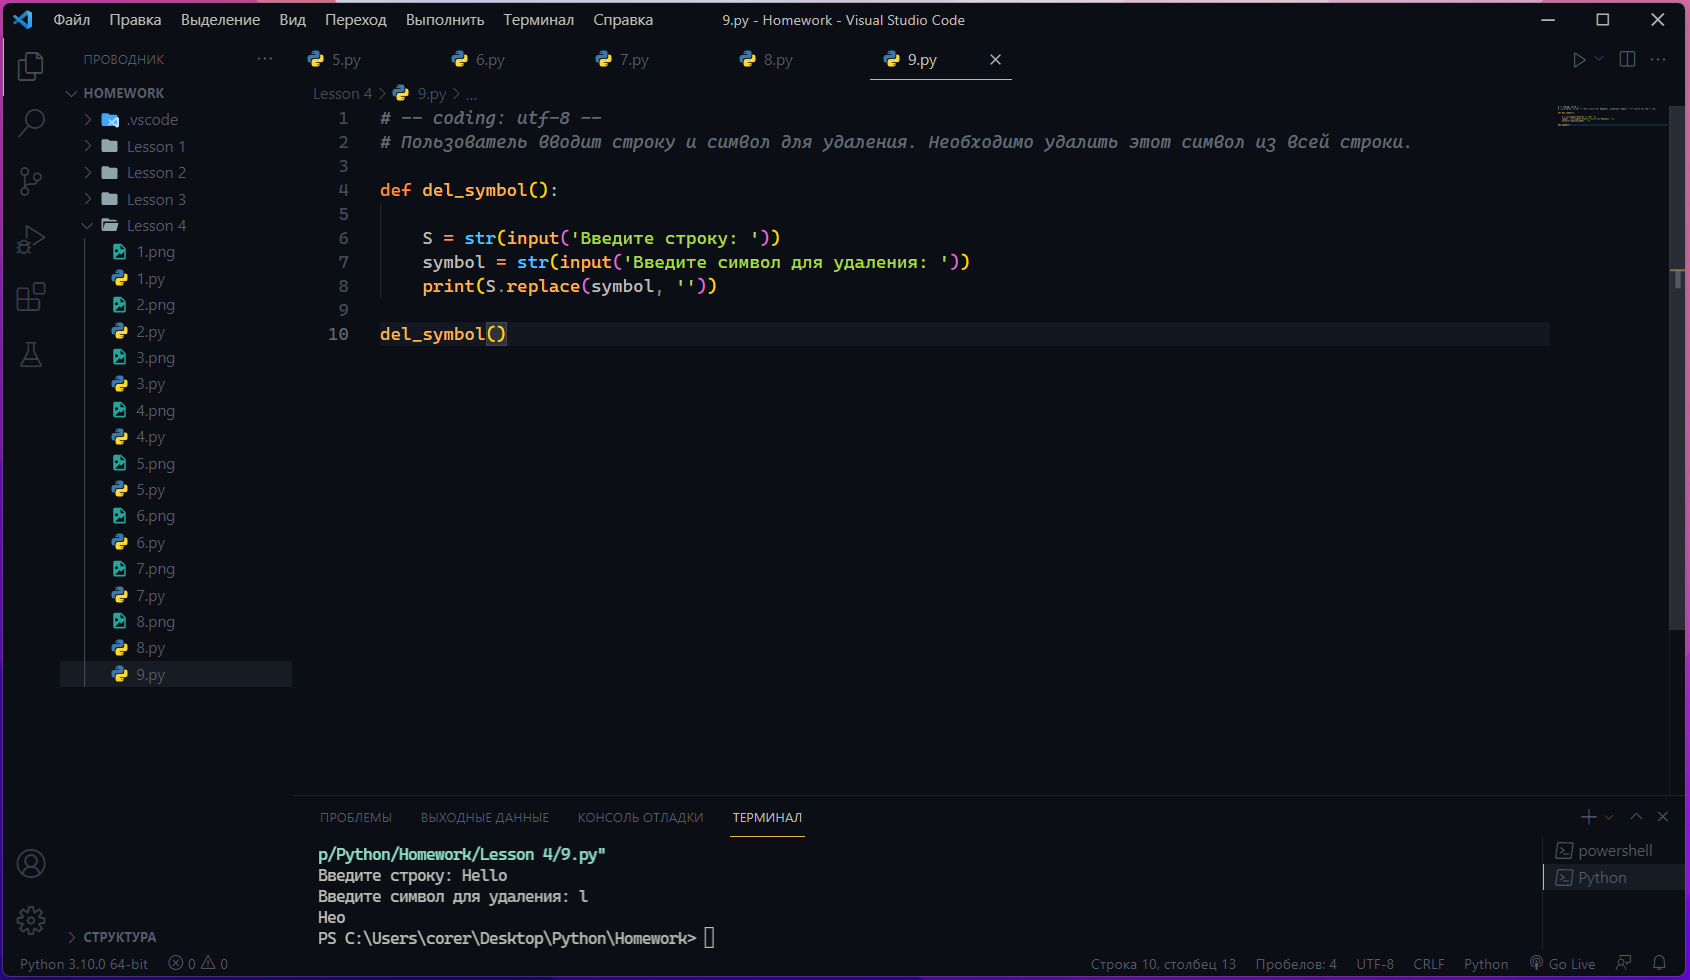 Файл Правка Выделение Вид Переход Выполнить Терминал Справка
9.py - Homework - Visual Studio Code
ПРОВОДНИК ...
HOMEWORK
.vscode
Lesson 1
Lesson 2
Lesson 3
Lesson 4
1.png
1.py
2.png
2.py
3.png
3.py
4.png
4.py
5.png
5.py
6.png
6.py
7.png
7.py
8.png
8.py
9.py
СТРУКТУРА
5.py 6.py 7.py 8.py 9.py
Lesson 4 > 9.py > ...
1 # -- coding: utf-8 --
2 # Пользователь вводит строку и символ для удаления. Необходимо удалить этот символ из всей строки.
3
4 def del_symbol():
5
6 S = str(input('Введите строку: '))
7 symbol = str(input('Введите символ для удаления: '))
8 print(S.replace(symbol, ''))
9
10 del_symbol()
ПРОБЛЕМЫ ВЫХОДНЫЕ ДАННЫЕ КОНСОЛЬ ОТЛАДКИ ТЕРМИНАЛ
p/Python/Homework/Lesson 4/9.py"
Введите строку: Hello
Введите символ для удаления: l
Heo
PS C:\Users\corer\Desktop\Python\Homework>
powershell
Python
Python 3.10.0 64-bit 0 0
Строка 10, столбец 13 Пробелов: 4 UTF-8 CRLF Python Go Live